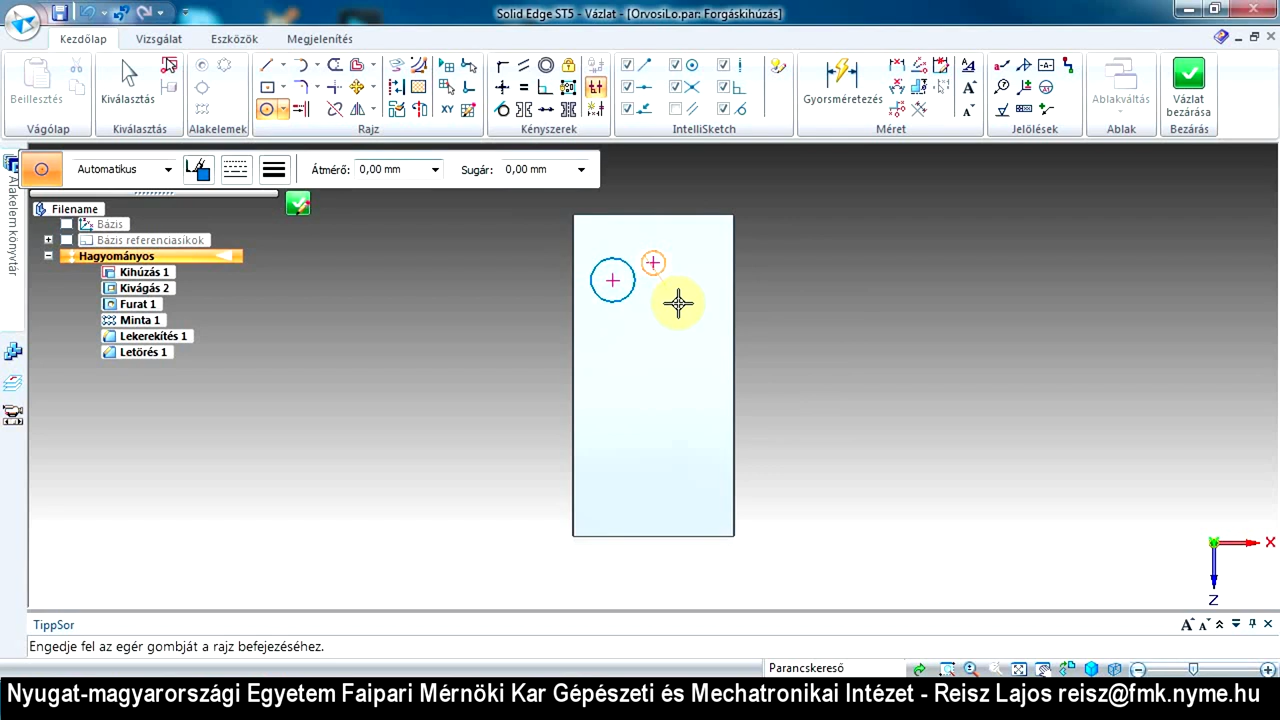 Solid Edge ST5 - Vázlat - [OrvosiLo.par: Forgáskihúzás]
Kezdőlap Vizsgálat Eszközök Megjelenítés
Beillesztés Kiválasztás Gyorsméretezés Ablakváltás Vázlat bezárása
Vágólap Kiválasztás Alakelemek Rajz Kényszerek IntelliSketch Méret Jelölések Ablak Bezárás
Automatikus Átmérő: 0,00 mm Sugár: 0,00 mm
Alakelem könyvtár
Filename
Bázis
Bázis referenciasikok
Hagyományos
Kihúzás 1
Kivágás 2
Furat 1
Minta 1
Lekerekítés 1
Letörés 1
X
Z
TippSor
Engedje fel az egér gombját a rajz befejezéséhez.
Parancskereső
Nyugat-magyarországi Egyetem Faipari Mérnöki Kar Gépészeti és Mechatronikai Intézet - Reisz Lajos reisz@fmk.nyme.hu